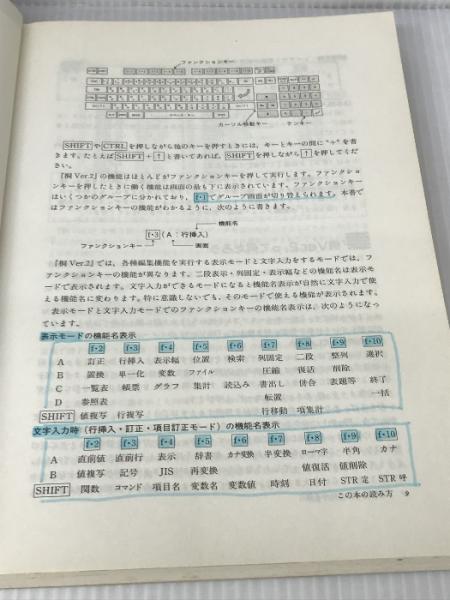 ファンクションキー
カーソル移動キー テンキー
SHIFTやCTRLを押しながら他のキーを押すときには、キーとキーの間に"+"を書
きます。たとえばSHIFT+↑と書いてあれば、SHIFTを押しながら↑を押してくだ
さい。
『桐Ver.2』の機能はほとんどがファンクションキーを押して実行します。ファンクショ
ンキーを押したときに働く機能は画面の最も下に表示されています。ファンクションキー
はいくつかのグループに分かれており、f・1でグループ画面が切り替えられます。本書で
はファンクションキーの機能がわかるように、次のように書きます。
機能名
f・3(A:行挿入)
ファンクションキー 画面
『桐Ver.2』では、各種編集機能を実行する表示モードと文字入力をするモードでは、フ
ァンクションキーの機能が異なります。二段表示・列固定・表示幅などの機能名は表示モ
ードで表示されます。文字入力ができるモードになると機能名表示が自然に文字入力で使
える機能名に変わります。特に意識しないでも、そのモードで使える機能が表示されます。
表示モードと文字入力モードでのファンクションキーの機能名表示は、次のようになっ
ています。
表示モードの機能名表示
f・2 f・3 f・4 f・5 f・6 f・7 f・8 f・9 f・10
A 訂正 行挿入 表示幅 位置 検索 列固定 二段 整列 選択
B 置換 単一化 変数 ファイル 圧縮 復活 削除
C 一覧表 帳票 グラフ 集計 読込み 書出し 併合 表題等 終了
D 参照表 転置 一括
SHIFT 値複写 行複写 行移動 項集計
文字入力時(行挿入・訂正・項目訂正モード)の機能名表示
f・2 f・3 f・4 f・5 f・6 f・7 f・8 f・9 f・10
A 直前値 直前行 表示 辞書 カナ変換 半変換 ローマ字 半角 カナ
B 値複写 記号 JIS 再変換 値復活 値削除
SHIFT 関数 コマンド 項目名 変数名 変数値 時刻 日付 STR定 STR呼
この本の読み方 9